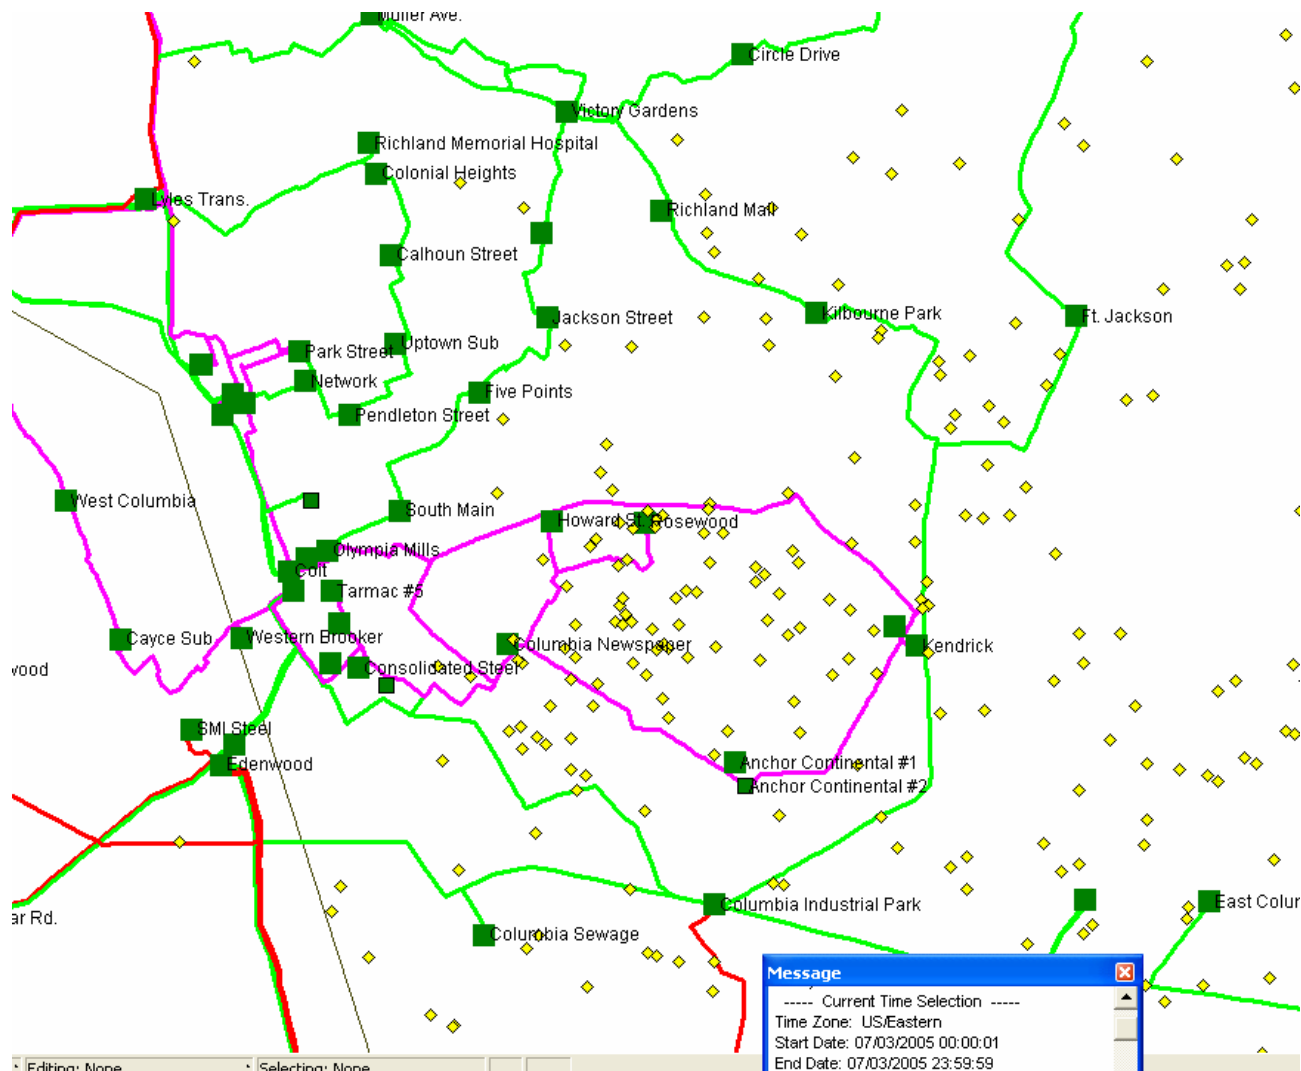 Muller Ave.
Circle Drive
Victory Gardens
Richland Memorial Hospital
Colonial Heights
Lyles Trans.
Richland Mall
Calhoun Street
Kilbourne Park
Ft. Jackson
Jackson Street
Uptown Sub
Park Street
Network
Five Points
Pendleton Street
West Columbia
South Main
Howard St.
Rosewood
Olympia Mills
Colt
Tarmac #5
Cayce Sub
Western Brooker
Columbia Newspaper
Kendrick
Consolidated Steel
wood
SMI Steel
Edenwood
Anchor Continental #1
Anchor Continental #2
Columbia Industrial Park
East Colum
ar Rd.
Columbia Sewage
Message
----- Current Time Selection -----
Time Zone: US/Eastern
Start Date: 07/03/2005 00:00:01
End Date: 07/03/2005 23:59:59
Editing: None
Selecting: None